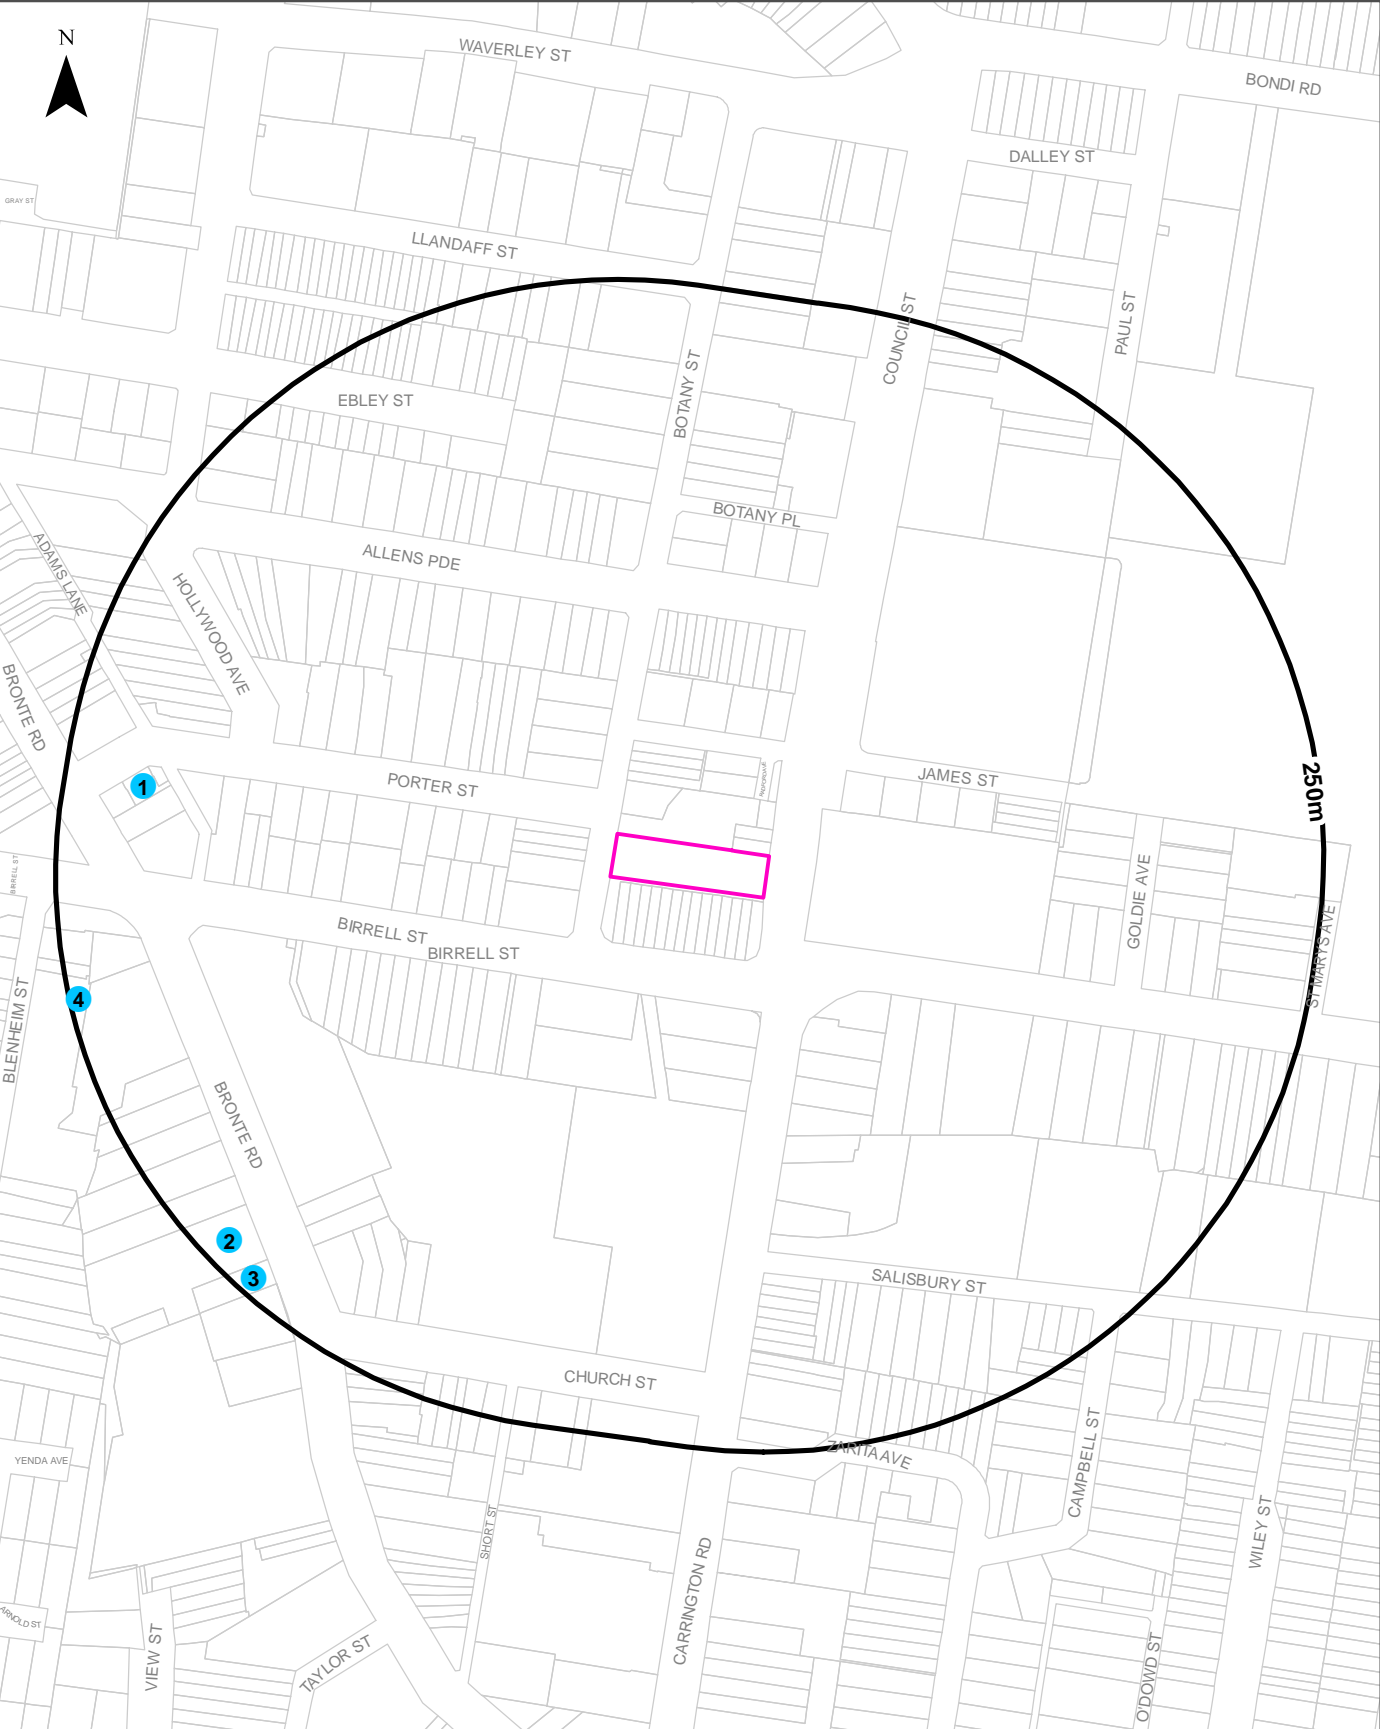 N
WAVERLEY ST
BONDI RD
DALLEY ST
GRAY ST
LLANDAFF ST
COUNCIL ST
PAUL ST
BOTANY ST
EBLEY ST
BOTANY PL
ADAMS LANE
ALLENS PDE
HOLLYWOOD AVE
BRONTE RD
1
PORTER ST
JAMES ST
250m
BIRRELL ST
GOLDIE AVE
ST MARYS AVE
BIRRELL ST
BIRRELL ST
4
BLENHEIM ST
BRONTE RD
2
3
SALISBURY ST
CHURCH ST
ZARITA AVE
CAMPBELL ST
YENDA AVE
SHORT ST
WILEY ST
CARRINGTON RD
ARNOLD ST
VIEW ST
TAYLOR ST
O'DOWD ST